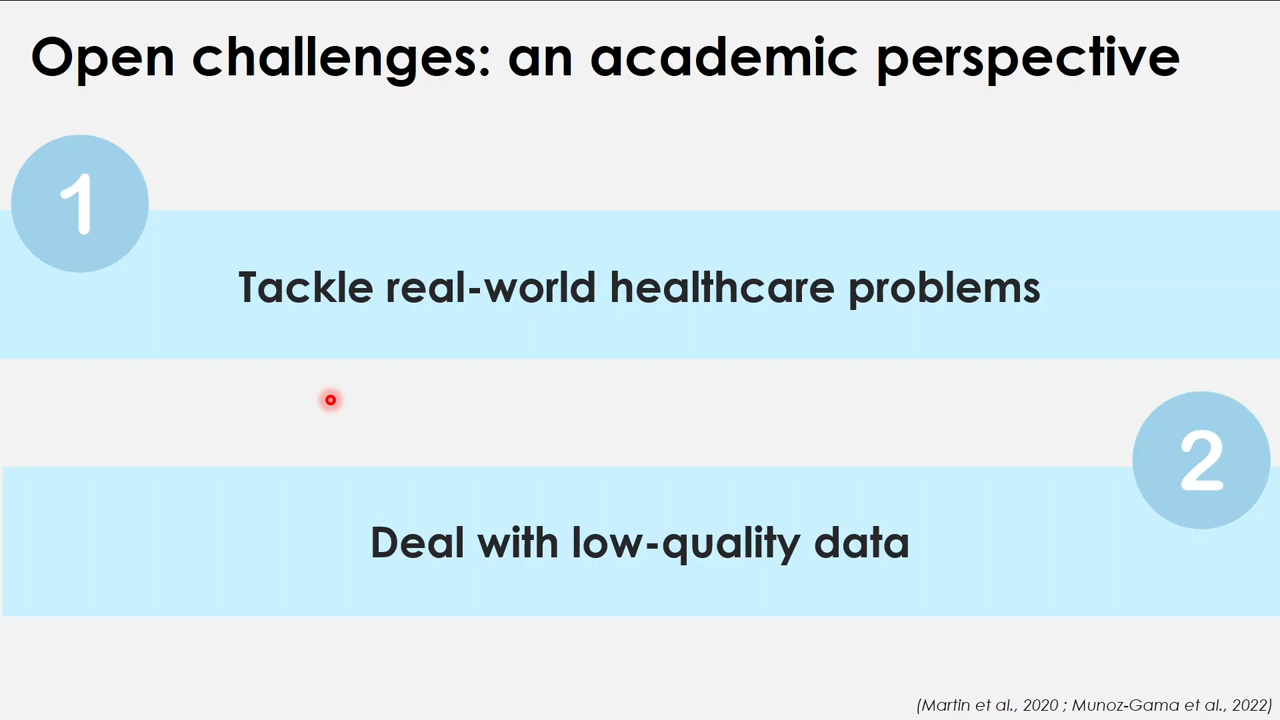 Open challenges: an academic perspective
1
Tackle real-world healthcare problems
2
Deal with low-quality data
(Martin et al., 2020 ; Munoz-Gama et al., 2022)